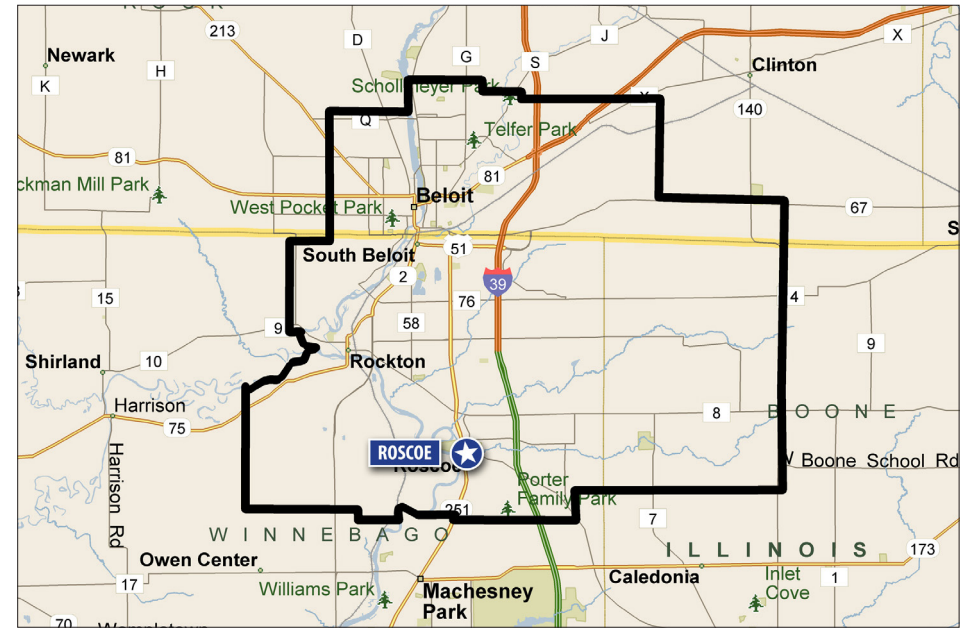 213
D
G
J
X
Newark
S
H
K
Clinton
140
Q
Telfer Park
81
81
Mill Park
Beloit
West Pocket Park
67
S
51
South Beloit
2
39
15
76
4
58
9
9
Shirland
10
Rockton
Harrison
75
8
BOONE
Harrison Rd
ROSCOE
Roscoe
Boone School Rd
Porter
Family Park
251
7
WINNEBAGO
ILLINOIS
173
Owen Center
17
Williams Park
Machesney
Park
Caledonia
Inlet
Cove
1
70